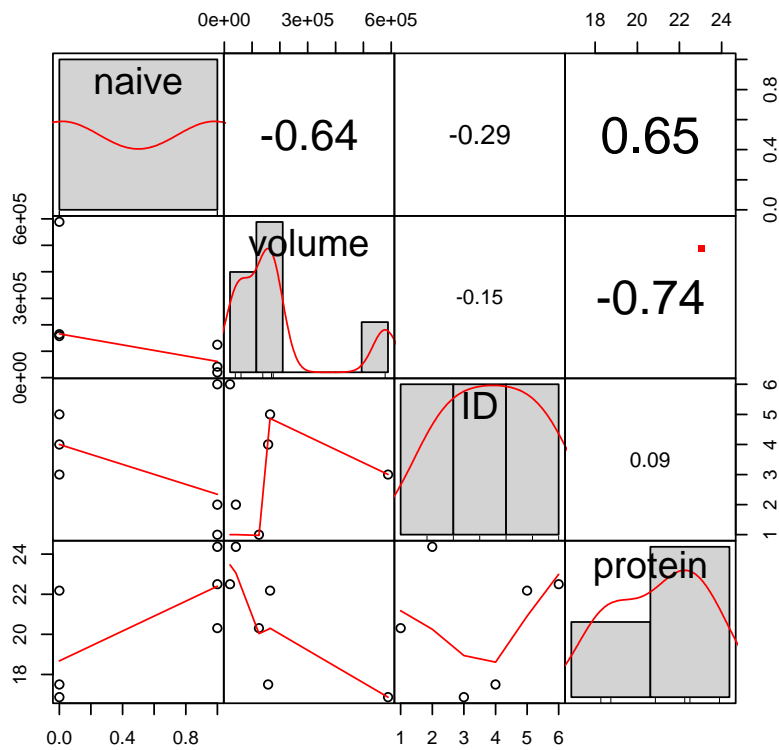 0e+00 3e+05 6e+05 18 20 22 24
naive -0.64 -0.29 0.65
0.0 0.4 0.8
volume -0.15 -0.74
0e+00 3e+05 6e+05
ID 0.09
1 2 3 4 5 6
protein
18 20 22 24
0.0 0.4 0.8 1 2 3 4 5 6